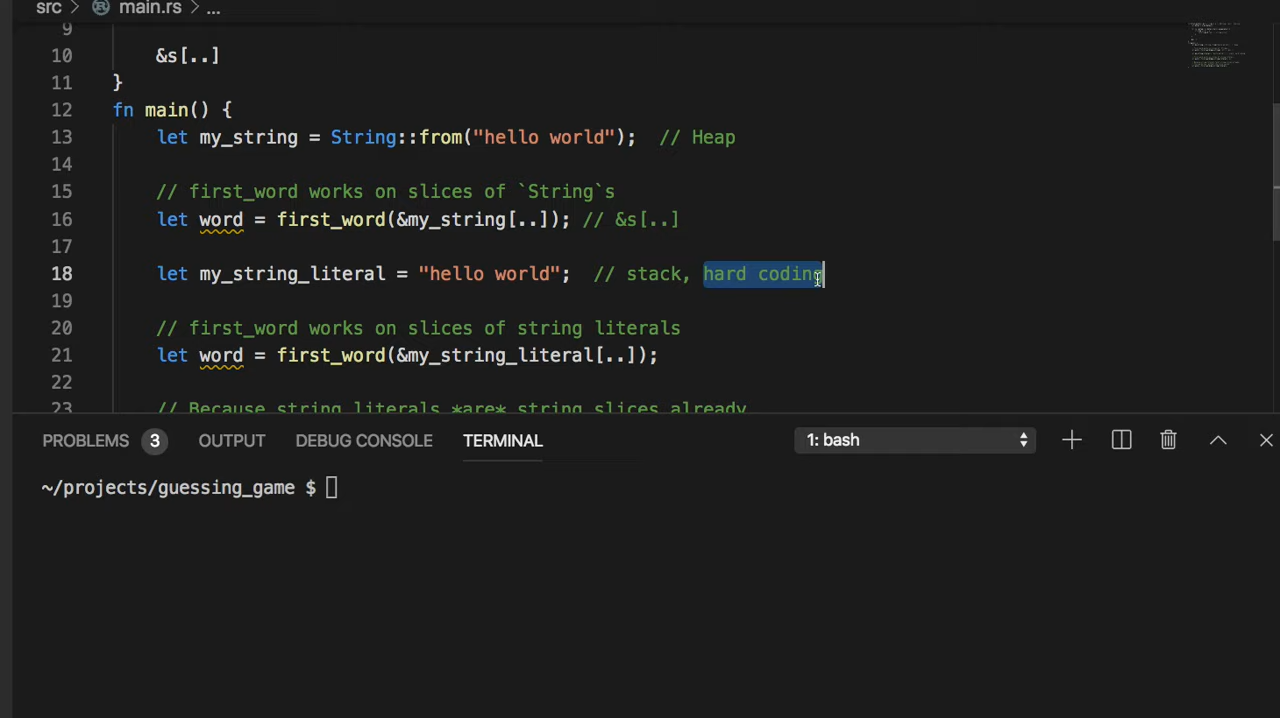 src > main.rs > ...
9
10 &s[..]
11 }
12 fn main() {
13 let my_string = String::from("hello world"); // Heap
14
15 // first_word works on slices of `String`s
16 let word = first_word(&my_string[..]); // &s[..]
17
18 let my_string_literal = "hello world"; // stack, hard coding
19
20 // first_word works on slices of string literals
21 let word = first_word(&my_string_literal[..]);
22
23 // Because string literals *are* string slices already
PROBLEMS 3 OUTPUT DEBUG CONSOLE TERMINAL 1: bash
~/projects/guessing_game $